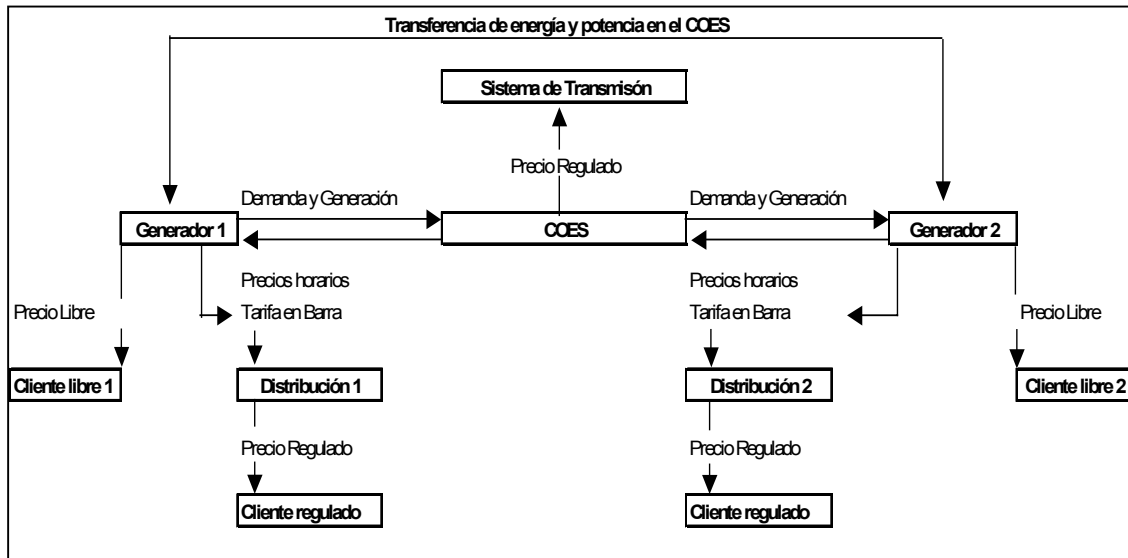 Transferencia de energía y potencia en el COES
Sistema de Transmisón
Precio Regulado
Demanda y Generación
Demanda y Generación
Generador 1
COES
Generador 2
Precios horarios
Precios horarios
Precio Libre
Tarifa en Barra
Tarifa en Barra
Precio Libre
Cliente libre 1
Distribución 1
Distribución 2
Cliente libre 2
Precio Regulado
Precio Regulado
Cliente regulado
Cliente regulado